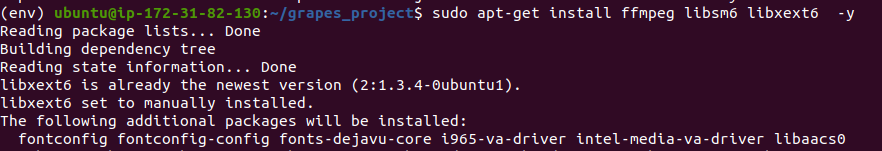 (env) ubuntu@ip-172-31-82-130:~/grapes_project$ sudo apt-get install ffmpeg libsm6 libxext6  -y
Reading package lists... Done
Building dependency tree
Reading state information... Done
libxext6 is already the newest version (2:1.3.4-0ubuntu1).
libxext6 set to manually installed.
The following additional packages will be installed:
  fontconfig fontconfig-config fonts-dejavu-core i965-va-driver intel-media-va-driver libaacs0